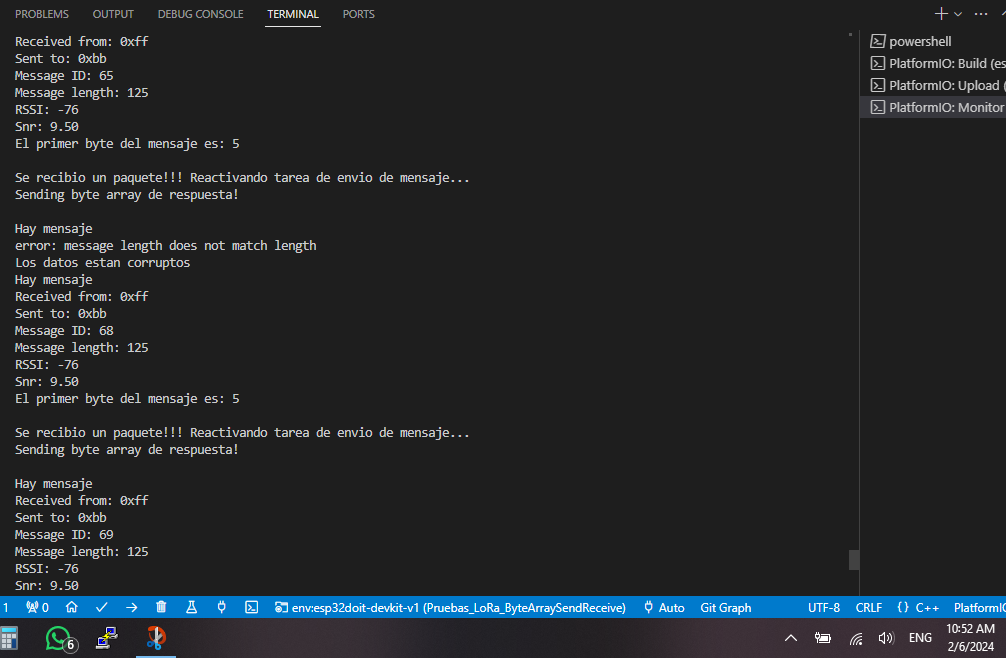 PROBLEMS OUTPUT DEBUG CONSOLE TERMINAL PORTS
Received from: 0xff
Sent to: 0xbb
Message ID: 65
Message length: 125
RSSI: -76
Snr: 9.50
El primer byte del mensaje es: 5
Se recibio un paquete!!! Reactivando tarea de envio de mensaje...
Sending byte array de respuesta!
Hay mensaje
error: message length does not match length
Los datos estan corruptos
Hay mensaje
Received from: 0xff
Sent to: 0xbb
Message ID: 68
Message length: 125
RSSI: -76
Snr: 9.50
El primer byte del mensaje es: 5
Se recibio un paquete!!! Reactivando tarea de envio de mensaje...
Sending byte array de respuesta!
Hay mensaje
Received from: 0xff
Sent to: 0xbb
Message ID: 69
Message length: 125
RSSI: -76
Snr: 9.50
powershell
PlatformIO: Build (es
PlatformIO: Upload (
PlatformIO: Monitor
1 0 env:esp32doit-devkit-v1 (Pruebas_LoRa_ByteArraySendReceive) Auto Git Graph UTF-8 CRLF {} C++ PlatformI
6 ENG 10:52 AM
2/6/2024